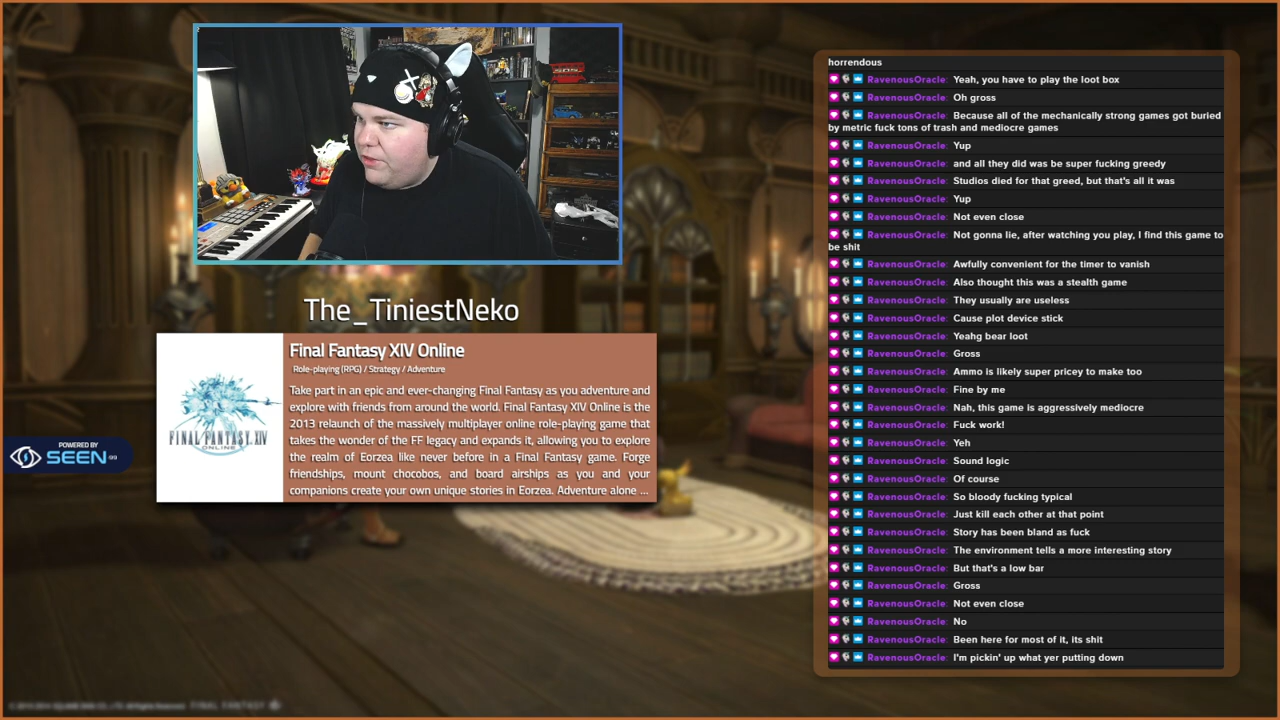 The_TiniestNeko
Final Fantasy XIV Online
Role-playing (RPG) / Strategy / Adventure
Take part in an epic and ever-changing Final Fantasy as you adventure and
explore with friends from around the world. Final Fantasy XIV Online is the
2013 relaunch of the massively multiplayer online role-playing game that
takes the wonder of the FF legacy and expands it, allowing you to explore
the realm of Eorzea like never before in a Final Fantasy game. Forge
friendships, mount chocobos, and board airships as you and your
companions create your own unique stories in Eorzea. Adventure alone ...
FINAL FANTASY XIV
ONLINE
POWERED BY
SEEN
horrendous
RavenousOracle: Yeah, you have to play the loot box
RavenousOracle: Oh gross
RavenousOracle: Because all of the mechanically strong games got buried
by metric fuck tons of trash and mediocre games
RavenousOracle: Yup
RavenousOracle: and all they did was be super fucking greedy
RavenousOracle: Studios died for that greed, but that's all it was
RavenousOracle: Yup
RavenousOracle: Not even close
RavenousOracle: Not gonna lie, after watching you play, I find this game to
be shit
RavenousOracle: Awfully convenient for the timer to vanish
RavenousOracle: Also thought this was a stealth game
RavenousOracle: They usually are useless
RavenousOracle: Cause plot device stick
RavenousOracle: Yeahg bear loot
RavenousOracle: Gross
RavenousOracle: Ammo is likely super pricey to make too
RavenousOracle: Fine by me
RavenousOracle: Nah, this game is aggressively mediocre
RavenousOracle: Fuck work!
RavenousOracle: Yeh
RavenousOracle: Sound logic
RavenousOracle: Of course
RavenousOracle: So bloody fucking typical
RavenousOracle: Just kill each other at that point
RavenousOracle: Story has been bland as fuck
RavenousOracle: The environment tells a more interesting story
RavenousOracle: But that's a low bar
RavenousOracle: Gross
RavenousOracle: Not even close
RavenousOracle: No
RavenousOracle: Been here for most of it, its shit
RavenousOracle: I'm pickin' up what yer putting down